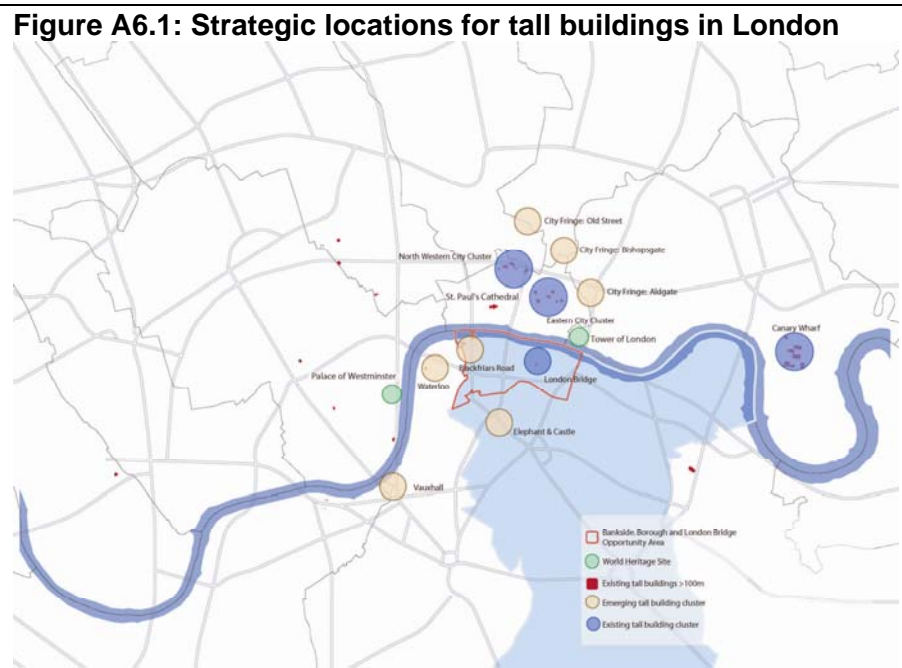 Figure A6.1: Strategic locations for tall buildings in London
City Fringe: Old Street
City Fringe: Bishopsgate
North Western City Cluster
City Fringe: Aldgate
St. Paul's Cathedral
Eastern City Cluster
Canary Wharf
Tower of London
Blackfriars Road
Palace of Westminster
Waterloo
London Bridge
Elephant & Castle
Vauxhall
Bankside Borough and London Bridge
Opportunity Area
World Heritage Site
Existing tall buildings >100m
Emerging tall building cluster
Existing tall building cluster